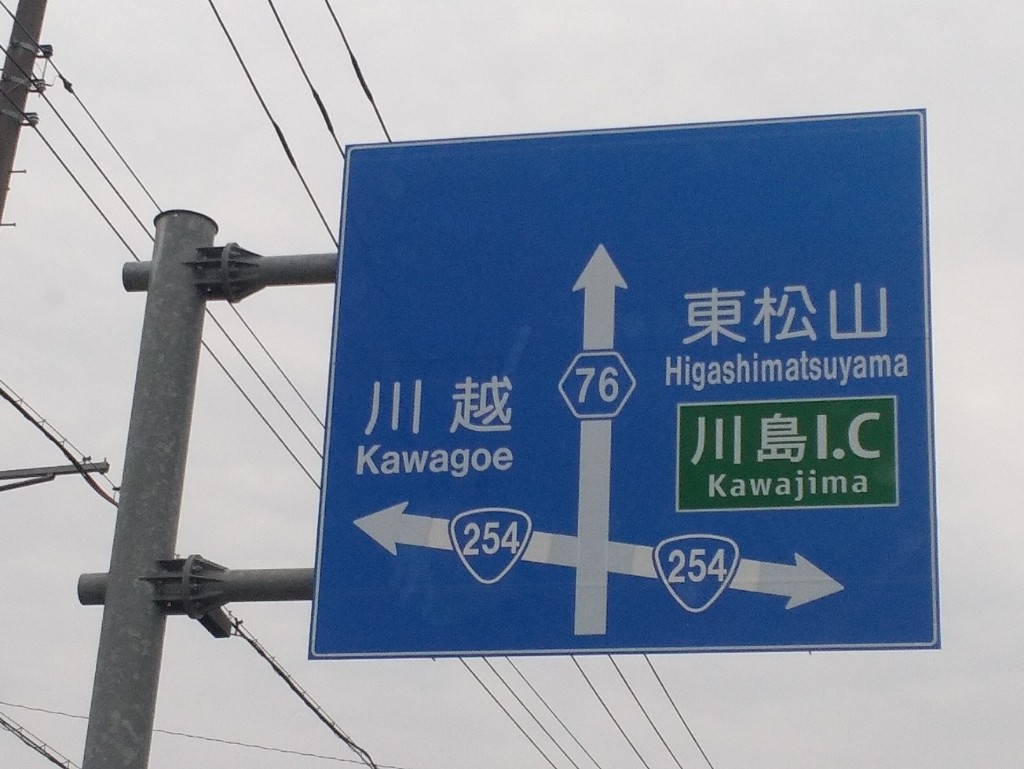 川越
Kawagoe
254
76
東松山
Higashimatsuyama
川島I.C
Kawajima
254